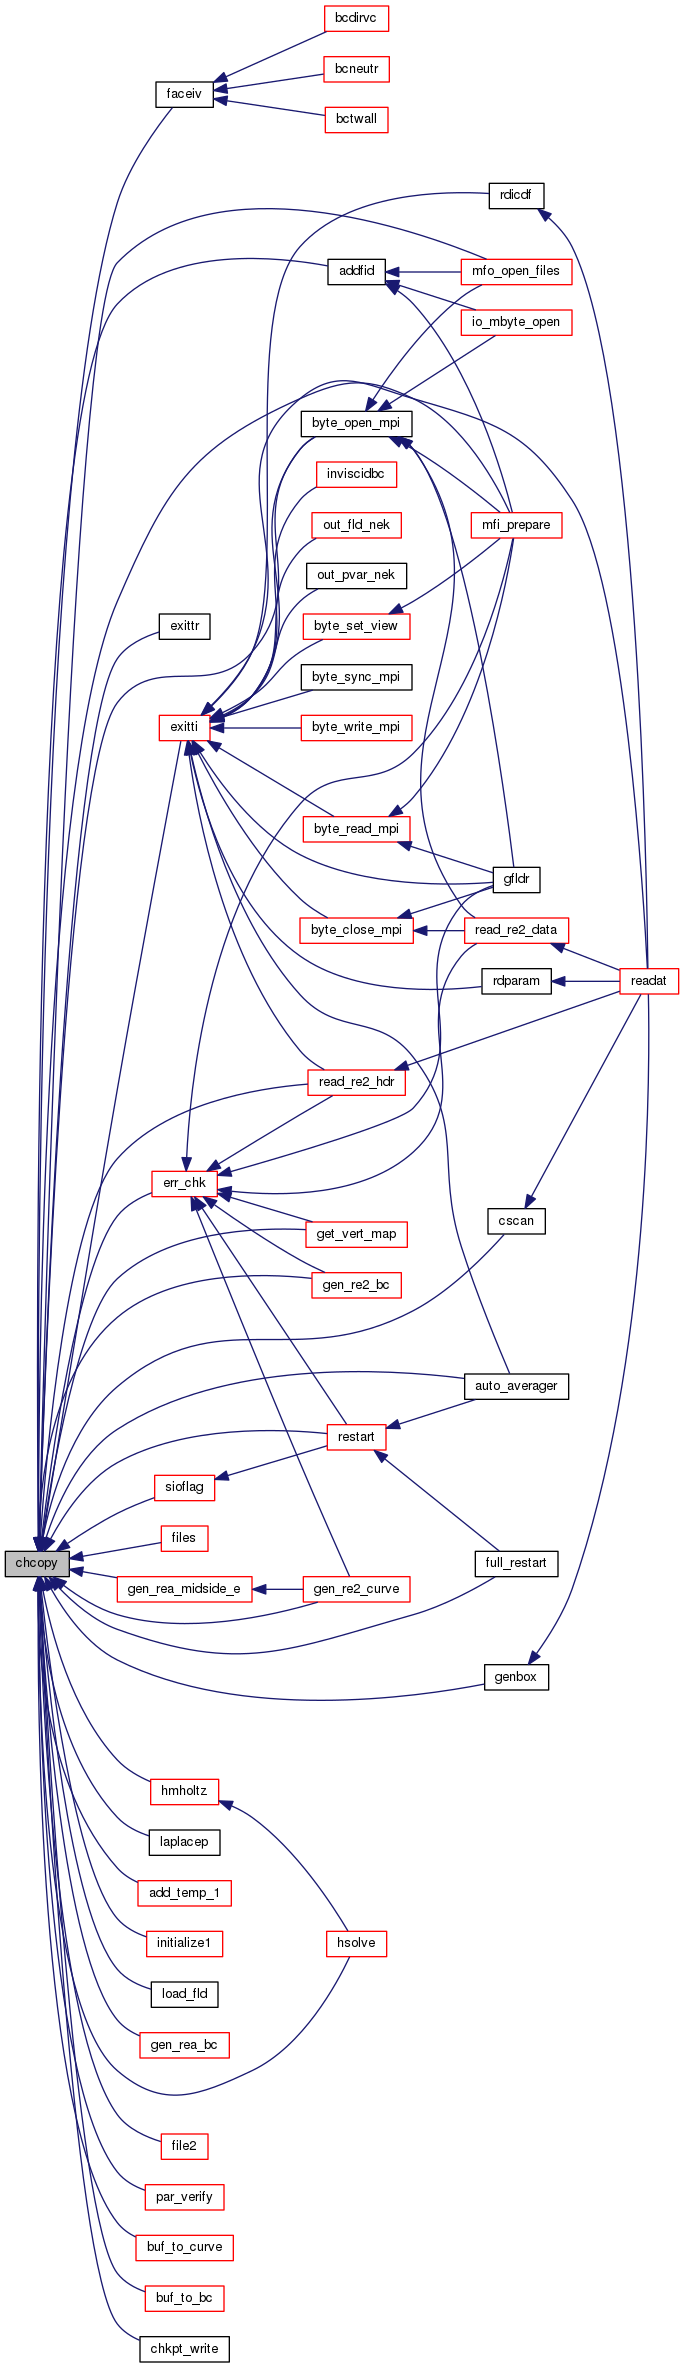 bcdirvc
bcneutr
faceiv
bctwall
rdicdf
addfid
mfo_open_files
io_mbyte_open
byte_open_mpi
inviscidbc
out_fld_nek
mfi_prepare
out_pvar_nek
exittr
byte_set_view
byte_sync_mpi
exitti
byte_write_mpi
byte_read_mpi
gfldr
byte_close_mpi
read_re2_data
rdparam
readat
read_re2_hdr
err_chk
cscan
get_vert_map
gen_re2_bc
auto_averager
restart
sioflag
files
chcopy
full_restart
gen_rea_midside_e
gen_re2_curve
genbox
hmholtz
laplacep
add_temp_1
initialize1
hsolve
load_fld
gen_rea_bc
file2
par_verify
buf_to_curve
buf_to_bc
chkpt_write